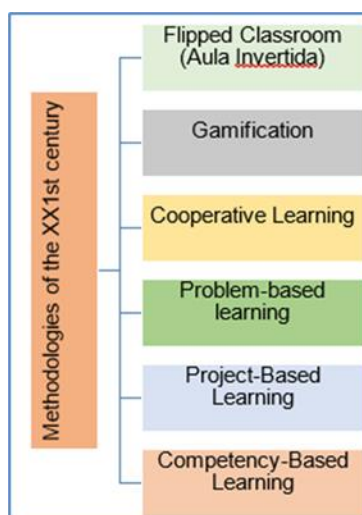 Methodologies of the XX1st century
Flipped Classroom
(Aula Invertida)
Gamification
Cooperative Learning
Problem-based
learning
Project-Based
Learning
Competency-Based
Learning